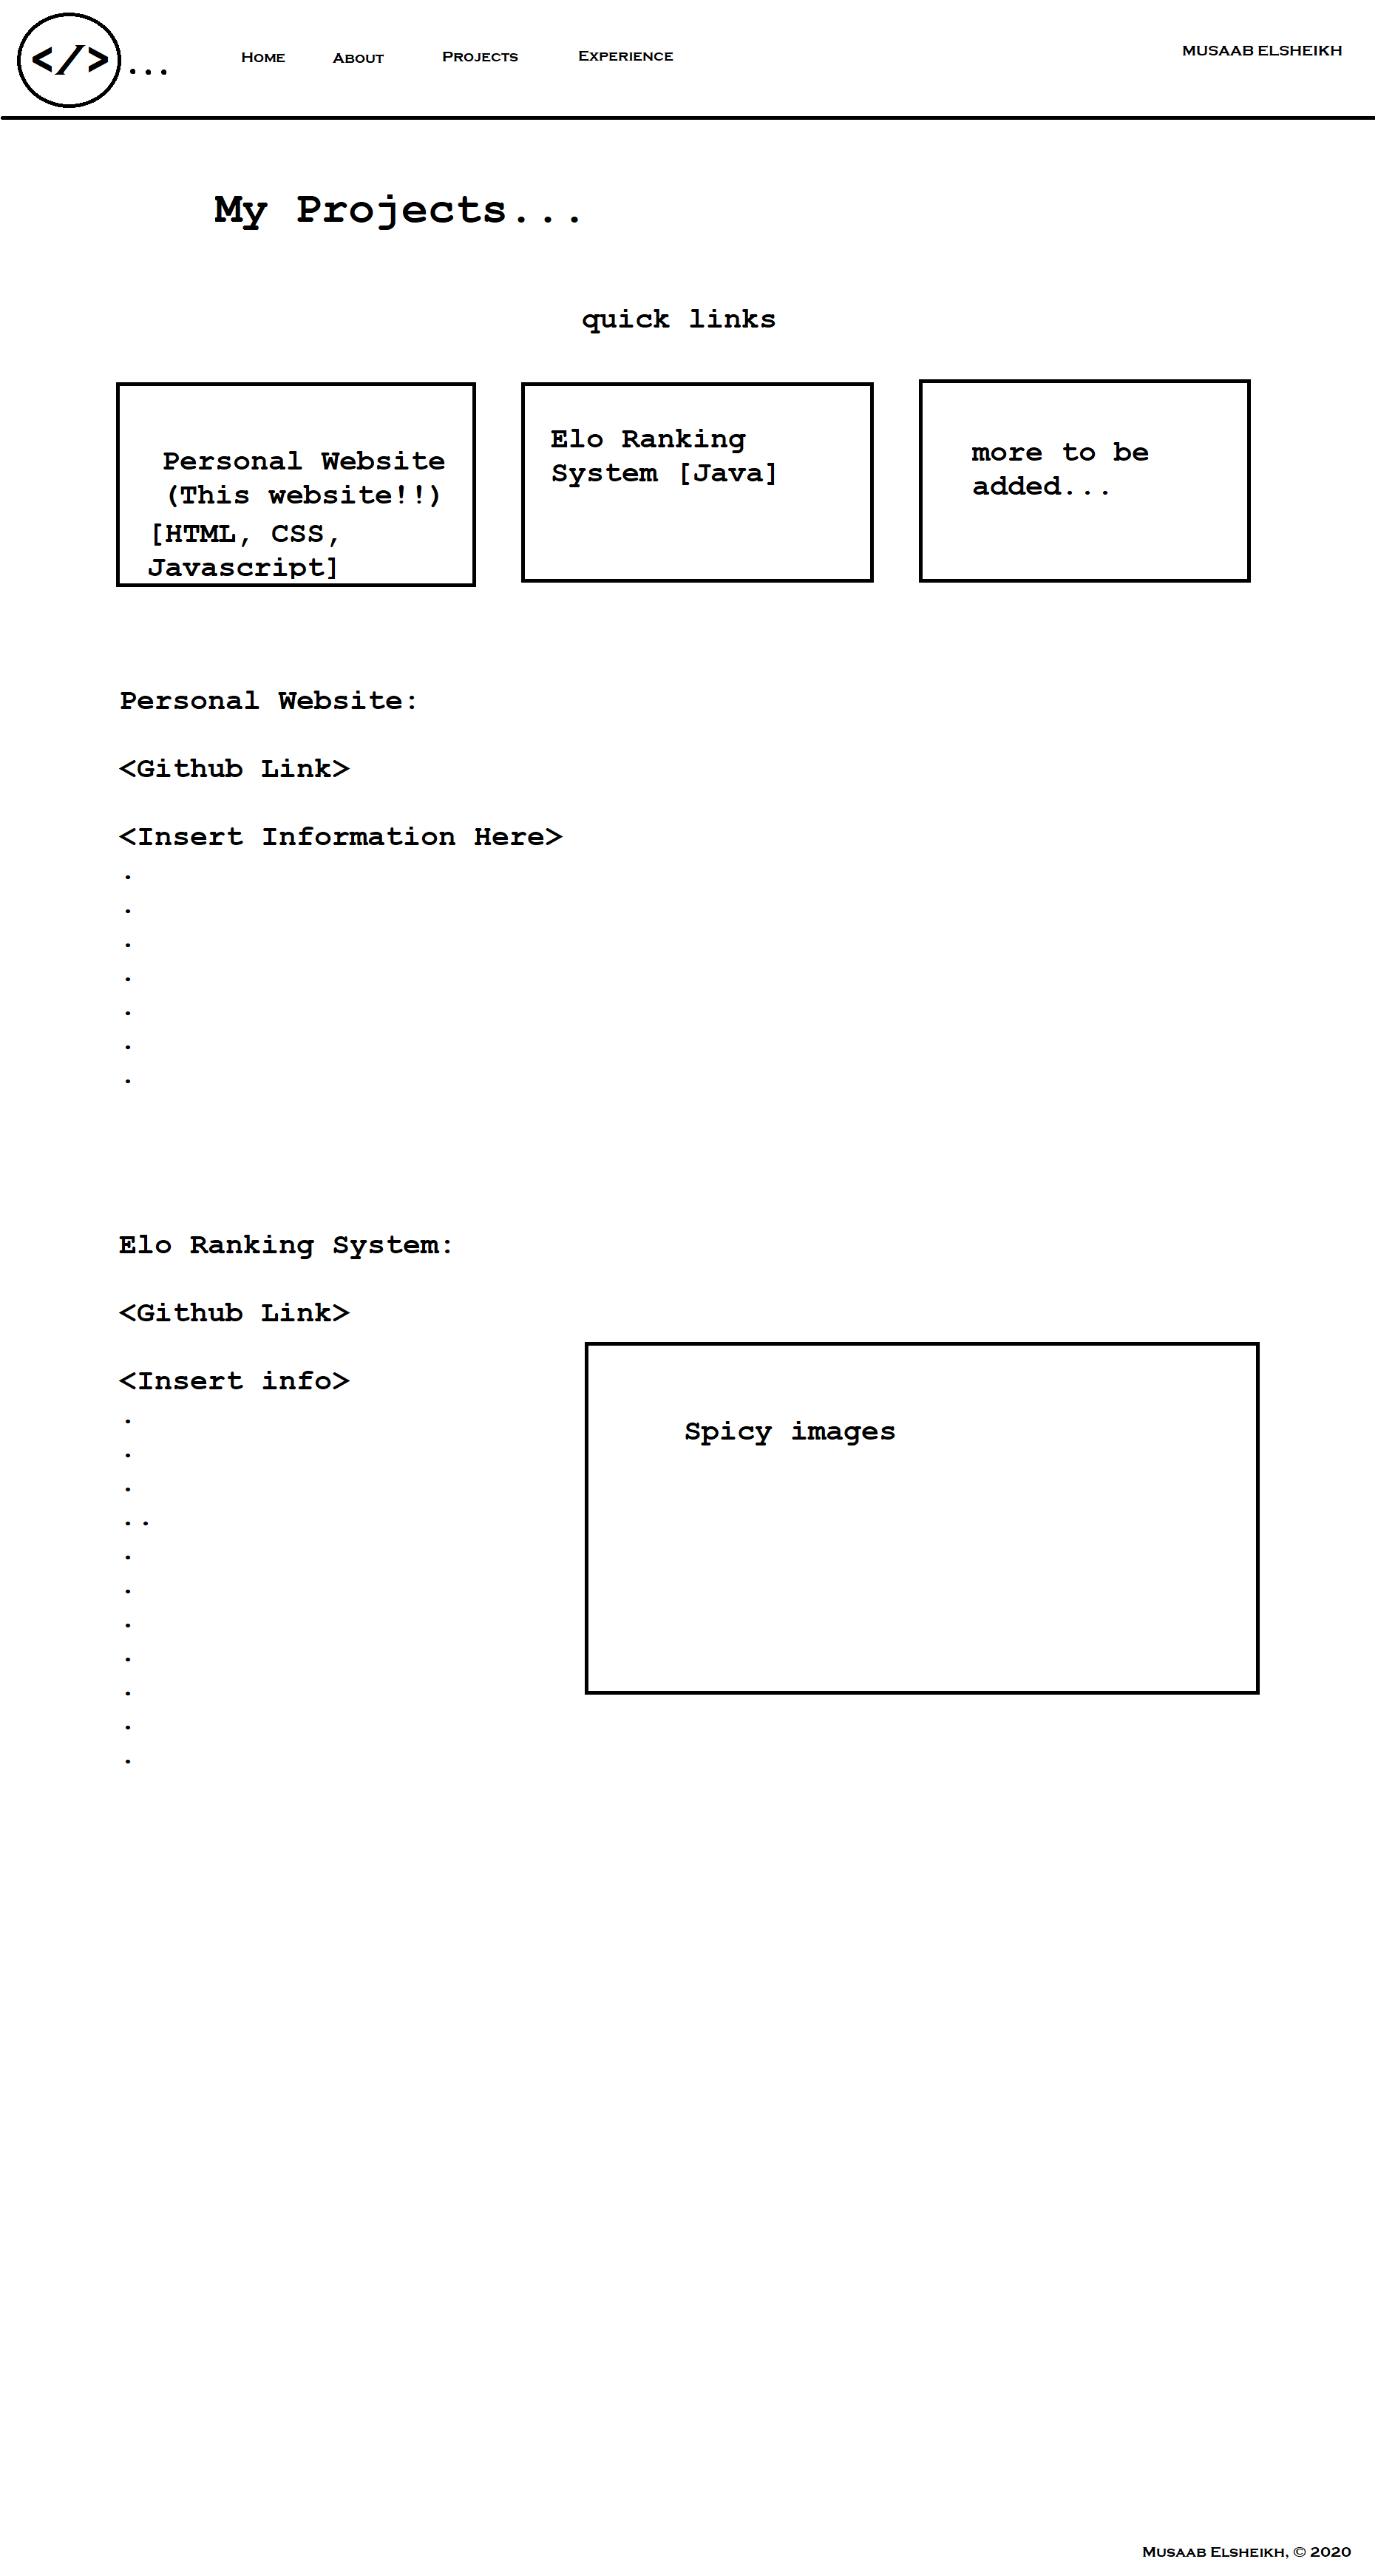 </>...
Home About Projects Experience
MUSAAB ELSHEIKH
My Projects...
quick links
Personal Website
(This website!!)
[HTML, CSS,
Javascript]
Elo Ranking
System [Java]
more to be
added...
Personal Website:
<Github Link>
<Insert Information Here>
.
.
.
.
.
.
.
Elo Ranking System:
<Github Link>
<Insert info>
.
.
.
..
.
.
.
.
.
.
.
Spicy images
Musaab Elsheikh, © 2020